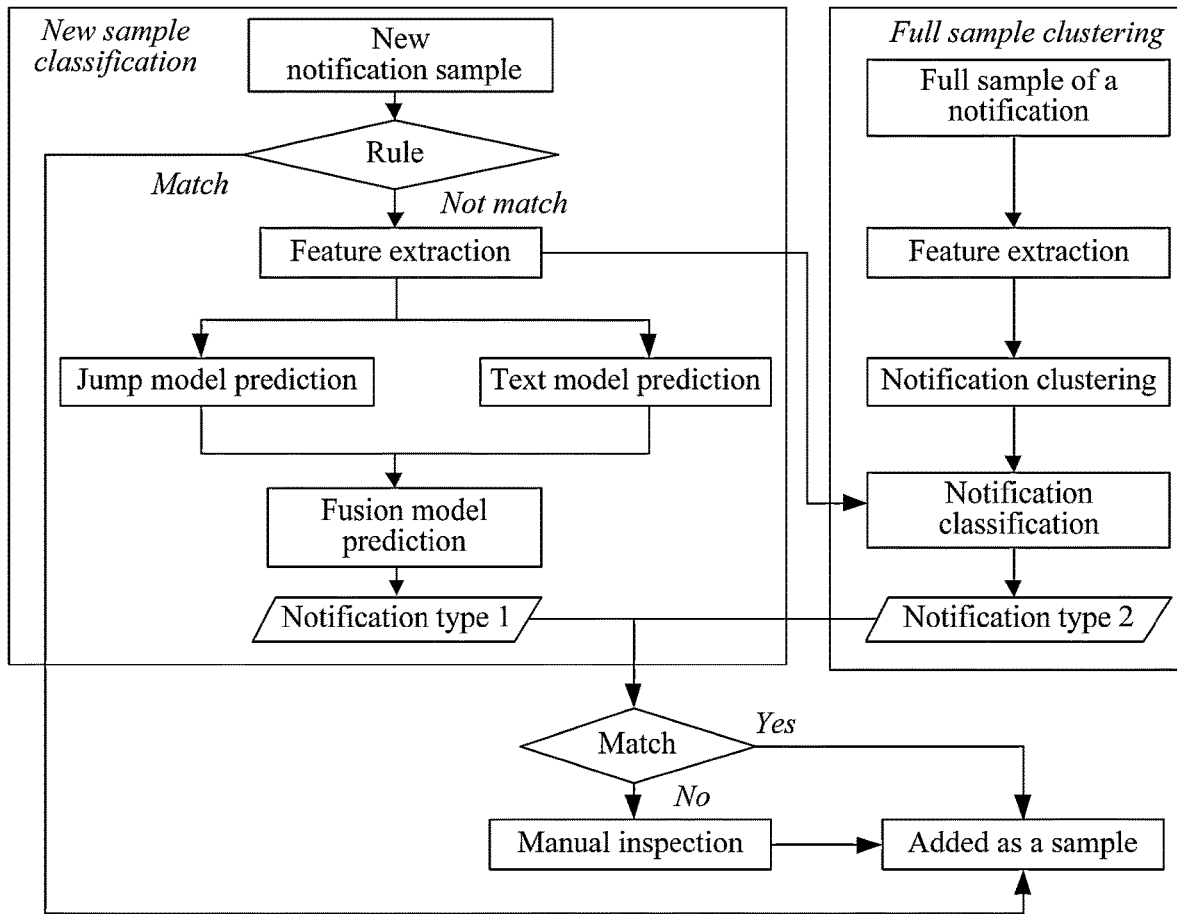 New sample
classification
New
notification sample
Rule
Match
Not match
Feature extraction
Jump model prediction
Text model prediction
Fusion model
prediction
Notification type 1
Full sample clustering
Full sample of a
notification
Feature extraction
Notification clustering
Notification
classification
Notification type 2
Match
Yes
No
Manual inspection
Added as a sample